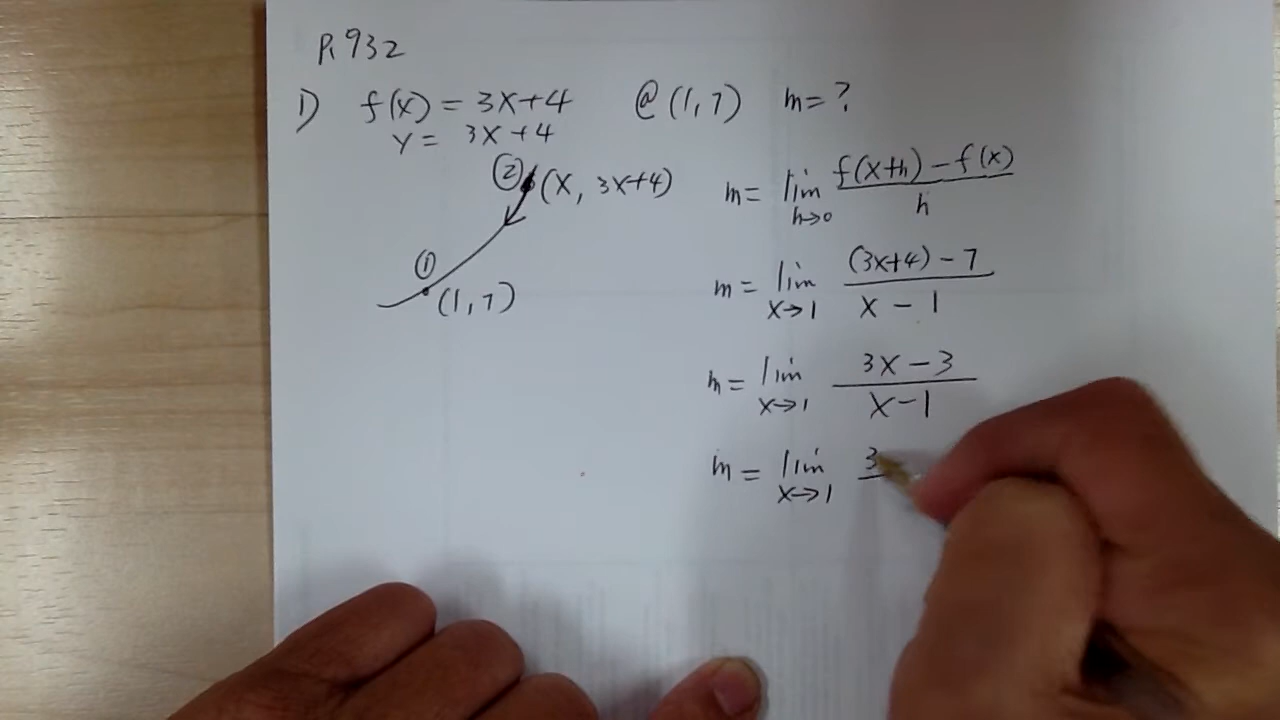 P. 932
1) f(x) = 3x+4 @ (1, 7) m = ?
y = 3x+4
② (x, 3x+4)
① (1, 7)
m = lim h→0 f(x+h) - f(x) / h
m = lim x→1 (3x+4) - 7 / x - 1
m = lim x→1 3x - 3 / x - 1
m = lim x→1 3